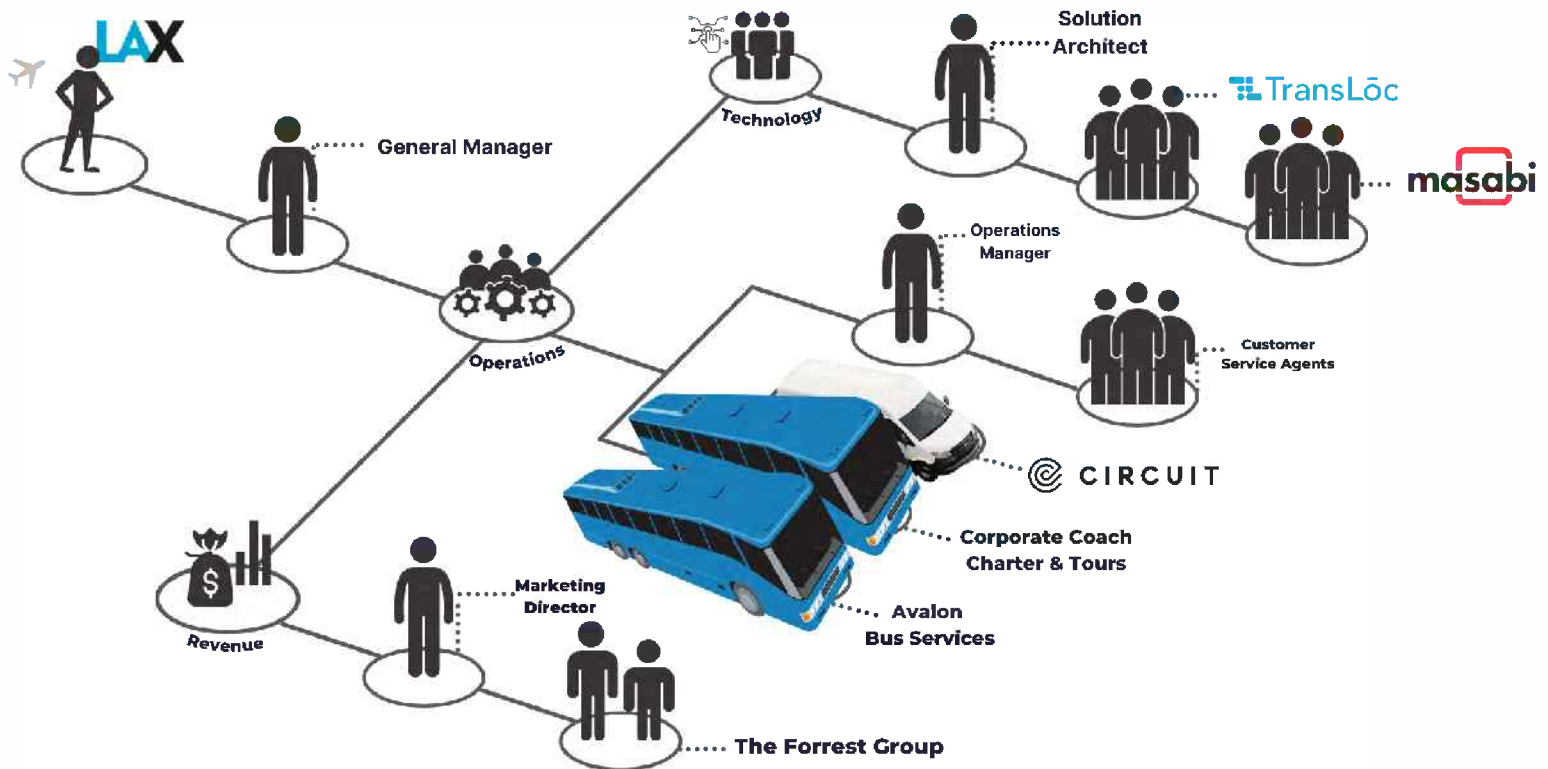 LAX
General Manager
Technology
Solution
Architect
TransLōc
masabi
Operations
Operations
Manager
Customer
Service Agents
CIRCUIT
Corporate Coach
Charter & Tours
Avalon
Bus Services
$
Revenue
Marketing
Director
The Forrest Group